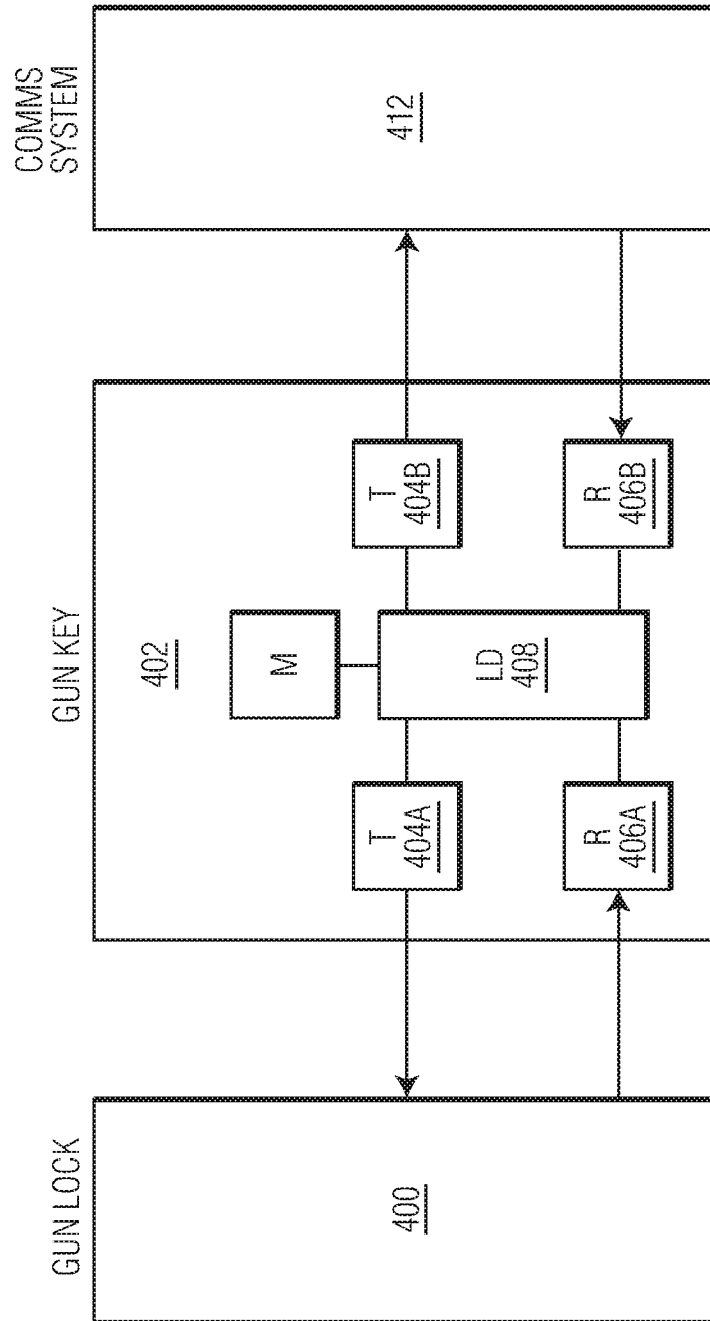 GUN LOCK
400
GUN KEY
402
M
T
404A
T
404B
LD
408
R
406A
R
406B
COMMS
SYSTEM
412